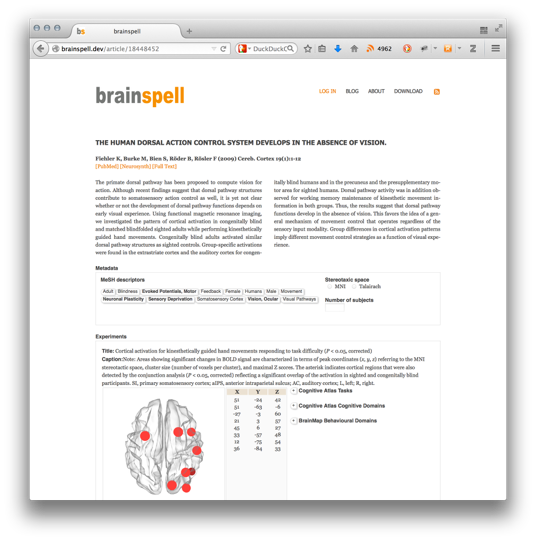 bs brainspell
brainspell.dev/article/18448452
DuckDuckG
4962
brainspell
LOG IN BLOG ABOUT DOWNLOAD
THE HUMAN DORSAL ACTION CONTROL SYSTEM DEVELOPS IN THE ABSENCE OF VISION.
Fiehler K, Burke M, Bien S, Röder B, Rösler F (2009) Cereb. Cortex 19(1):1-12
[PubMed] [Neurosynth] [Full Text]
The primate dorsal pathway has been proposed to compute vision for
action. Although recent findings suggest that dorsal pathway structures
contribute to somatosensory action control as well, it is yet not clear
whether or not the development of dorsal pathway functions depends on
early visual experience. Using functional magnetic resonance imaging,
we investigated the pattern of cortical activation in congenitally blind
and matched blindfolded sighted adults while performing kinesthetically
guided hand movements. Congenitally blind adults activated similar
dorsal pathway structures as sighted controls. Group-specific activations
were found in the extrastriate cortex and the auditory cortex for congen-
itally blind humans and in the precuneus and the presupplementary mo-
tor area for sighted humans. Dorsal pathway activity was in addition ob-
served for working memory maintenance of kinesthetic movement in-
formation in both groups. Thus, the results suggest that dorsal pathway
functions develop in the absence of vision. This favors the idea of a gen-
eral mechanism of movement control that operates regardless of the
sensory input modality. Group differences in cortical activation patterns
imply different movement control strategies as a function of visual expe-
rience.
Metadata
MeSH descriptors
Adult Blindness Evoked Potentials, Motor Feedback Female Humans Male Movement
Neuronal Plasticity Sensory Deprivation Somatosensory Cortex Vision, Ocular Visual Pathways
Stereotaxic space
MNI Talairach
Number of subjects
Experiments
Title: Cortical activation for kinesthetically guided hand movements responding to task difficulty (P < 0.05, corrected)
Caption:Note: Areas showing significant changes in BOLD signal are characterized in terms of peak coordinates (x, y, z) referring to the MNI
stereotactic space, cluster size (number of voxels per cluster), and maximal Z scores. The asterisk indicates cortical regions that were also
detected by the conjunction analysis (P < 0.05, corrected) reflecting a significant overlap of the activation in sighted and congenitally blind
participants. SI, primary somatosensory cortex; aIPS, anterior intraparietal sulcus; AC, auditory cortex; L, left; R, right.
X Y Z
51 -24 42
51 -63 -6
-27 -3 60
21 3 57
45 6 27
33 -57 48
12 -75 54
36 -84 33
Cognitive Atlas Tasks
Cognitive Atlas Cognitive Domains
BrainMap Behavioural Domains